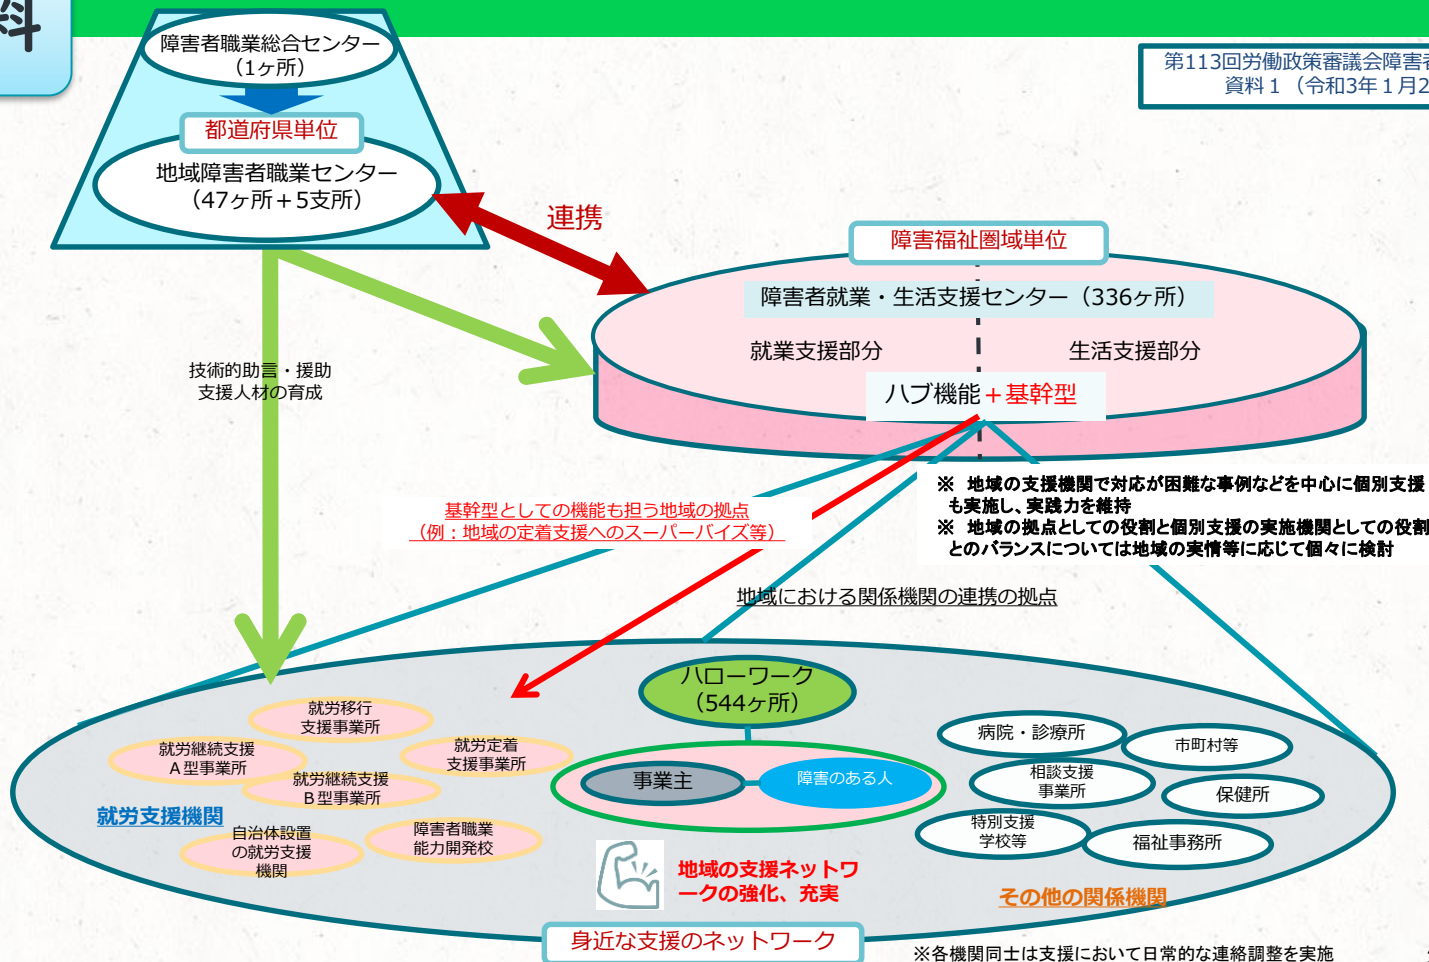 料
第113回労働政策審議会障害者
資料１（令和3年１月2
障害者職業総合センター
（1ヶ所）
都道府県単位
地域障害者職業センター
（47ヶ所＋5支所）
連携
障害福祉圏域単位
障害者就業・生活支援センター（336ヶ所）
就業支援部分
生活支援部分
ハブ機能＋基幹型
技術的助言・援助
支援人材の育成
※　地域の支援機関で対応が困難な事例などを中心に個別支援
も実施し、実践力を維持
※　地域の拠点としての役割と個別支援の実施機関としての役割
とのバランスについては地域の実情等に応じて個々に検討
基幹型としての機能も担う地域の拠点
（例：地域の定着支援へのスーパーバイズ等）
地域における関係機関の連携の拠点
ハローワーク
（544ヶ所）
就労移行
支援事業所
就労継続支援
Ａ型事業所
就労定着
支援事業所
就労継続支援
Ｂ型事業所
就労支援機関
自治体設置
の就労支援
機関
障害者職業
能力開発校
事業主
障害のある人
病院・診療所
市町村等
相談支援
事業所
保健所
特別支援
学校等
福祉事務所
地域の支援ネットワ
ークの強化、充実
その他の関係機関
身近な支援のネットワーク
※各機関同士は支援において日常的な連絡調整を実施